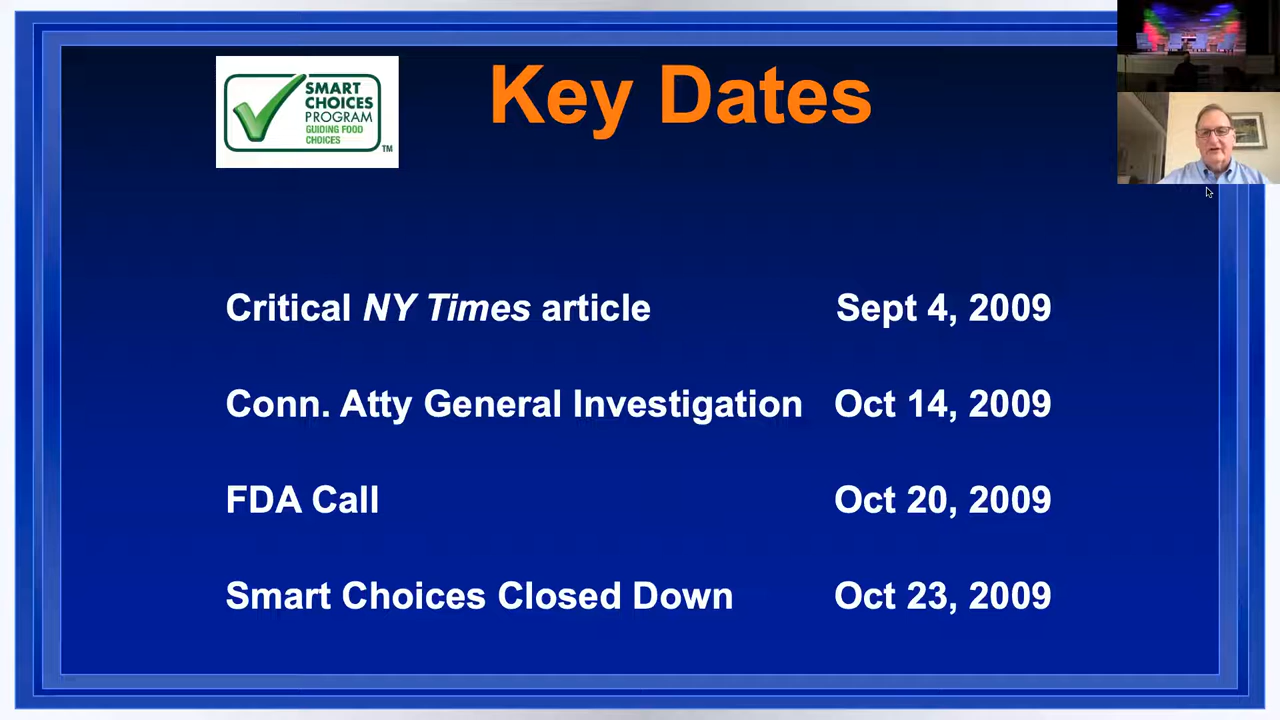 SMART
CHOICES
PROGRAM
GUIDING FOOD
CHOICES
TM
Key Dates
Critical NY Times article Sept 4, 2009
Conn. Atty General Investigation Oct 14, 2009
FDA Call Oct 20, 2009
Smart Choices Closed Down Oct 23, 2009